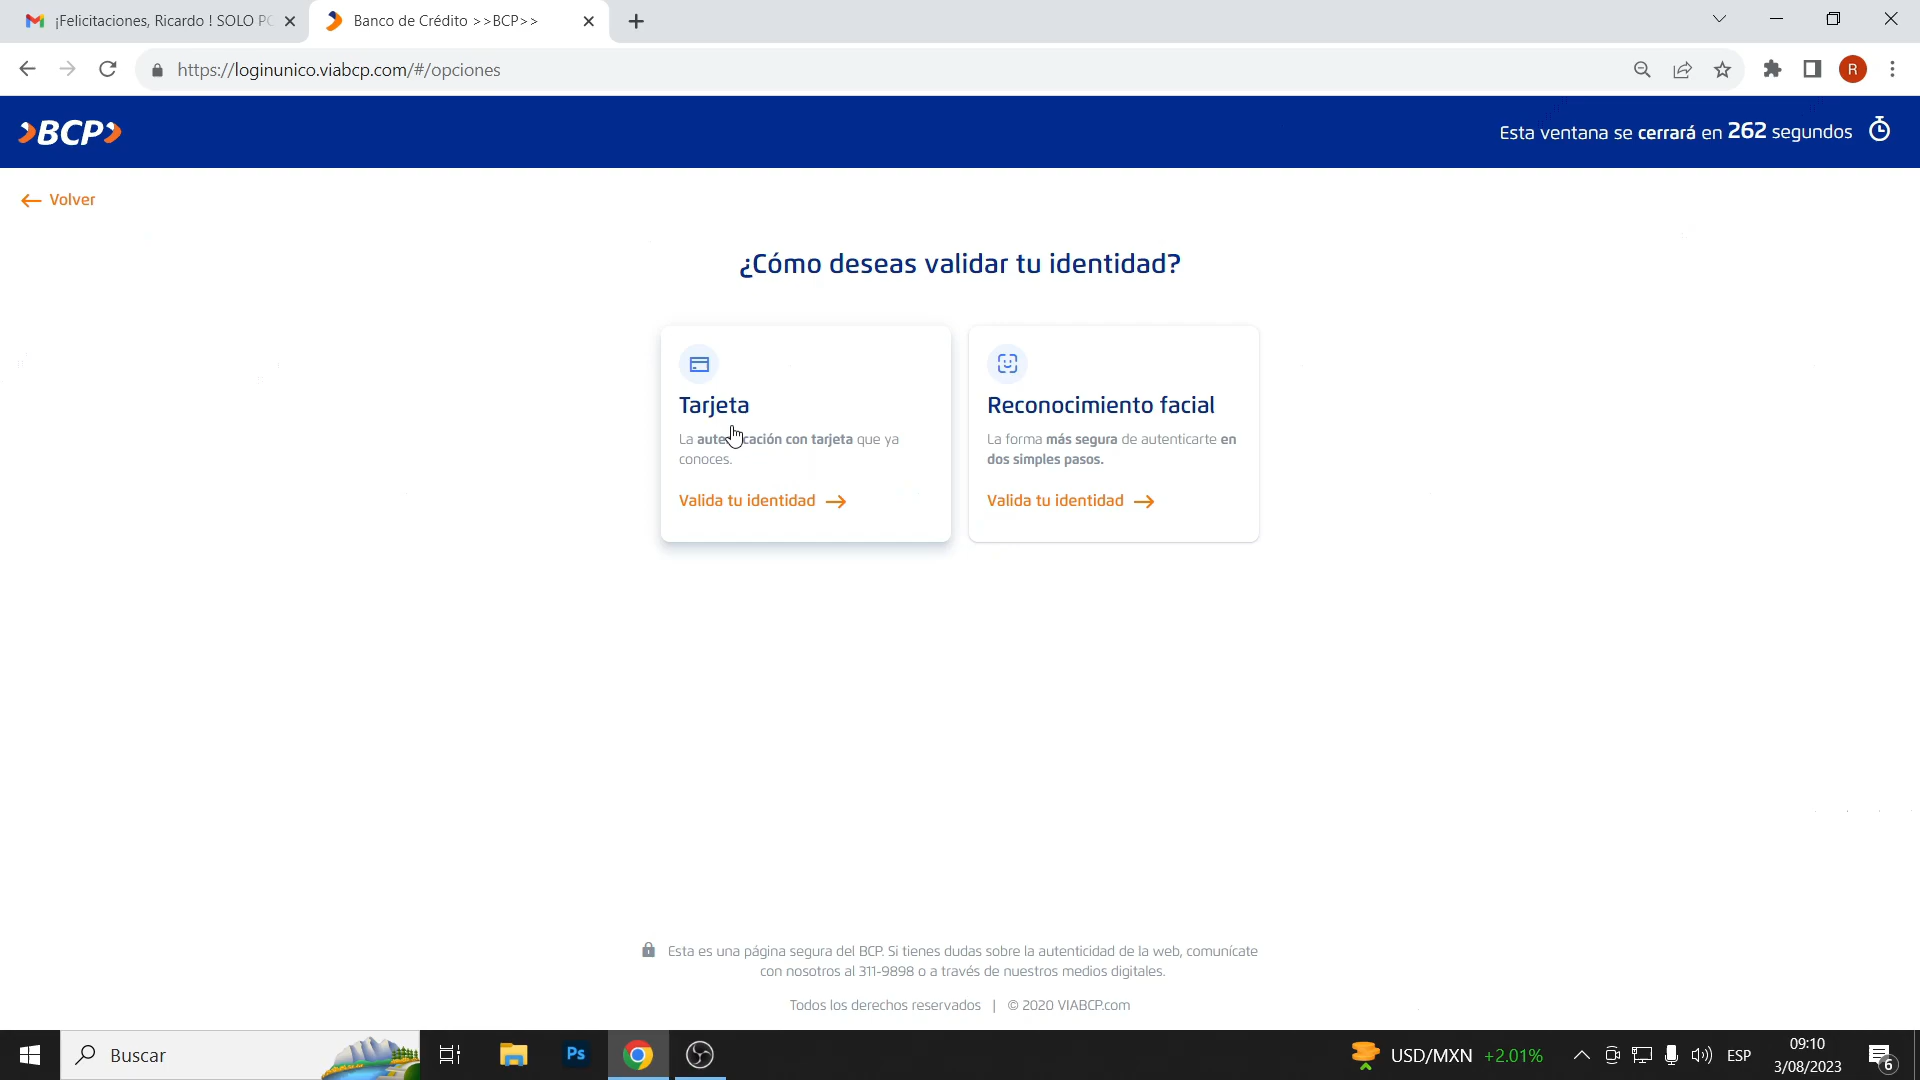 ¡Felicitaciones, Ricardo ! SOLO PO
Banco de Crédito >>BCP>>
https://loginunico.viabcp.com/#/opciones
R
BCP
Esta ventana se cerrará en 262 segundos
Volver
¿Cómo deseas validar tu identidad?
Tarjeta
La autenticación con tarjeta que ya
conoces.
Valida tu identidad
Reconocimiento facial
La forma más segura de autenticarte en
dos simples pasos.
Valida tu identidad
Esta es una página segura del BCP. Si tienes dudas sobre la autenticidad de la web, comunícate
con nosotros al 311-9898 o a través de nuestros medios digitales.
Todos los derechos reservados | © 2020 VIABCP.com
Buscar
Ps
USD/MXN +2.01%
ESP
09:10
3/08/2023
6